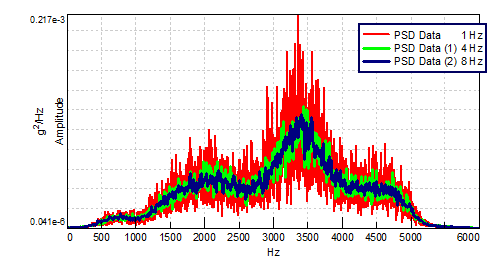 0.217e-3
PSD Data 1 Hz
PSD Data (1) 4 Hz
PSD Data (2) 8 Hz
g²/Hz
Amplitude
0.041e-6
0 500 1000 1500 2000 2500 3000 3500 4000 4500 5000 6000
Hz